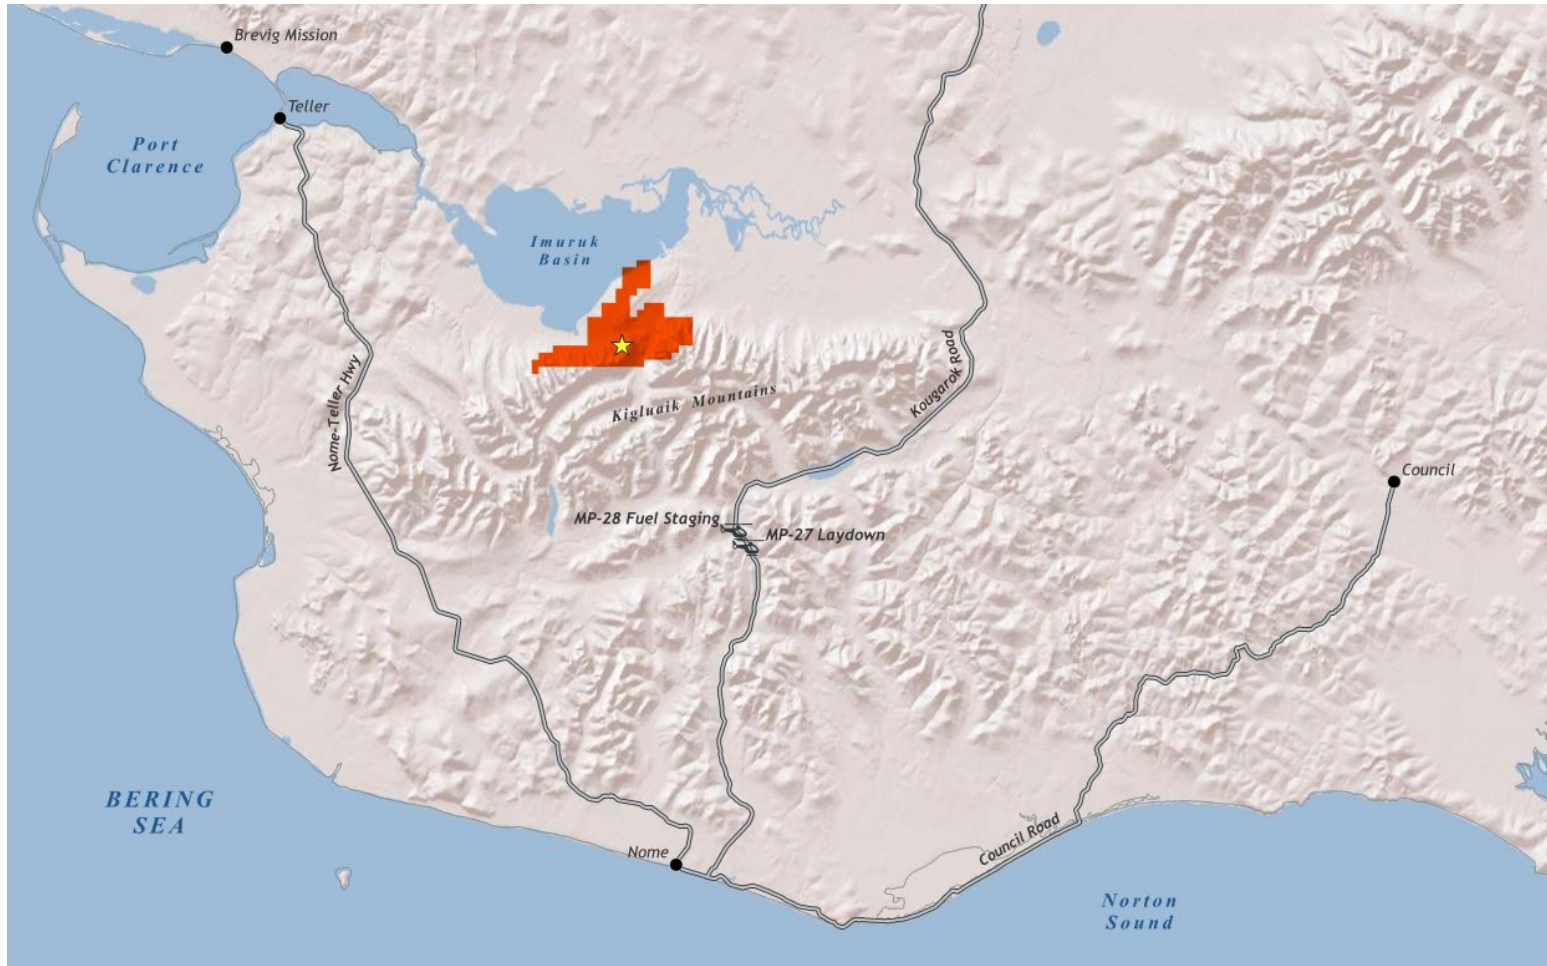 Brevig Mission
Teller
Port
Clarence
Imuruk
Basin
Nome-Teller Hwy
Kigluaik Mountains
Kougarok Road
Council
MP-28 Fuel Staging
MP-27 Laydown
BERING
SEA
Nome
Council Road
Norton
Sound